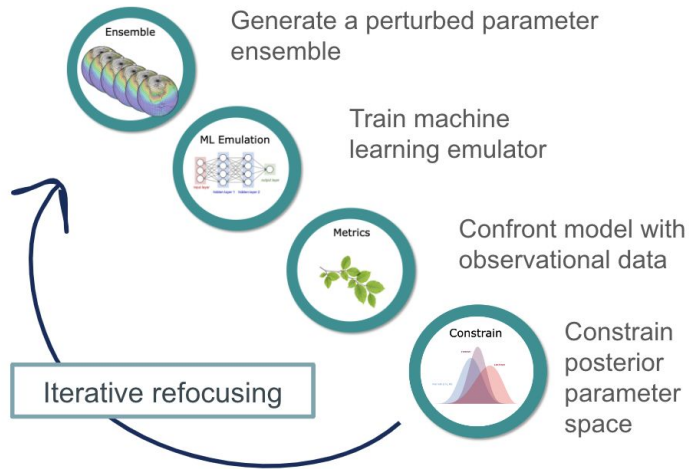 Ensemble
Generate a perturbed parameter
ensemble
ML Emulation
Train machine
learning emulator
Metrics
Confront model with
observational data
Constrain
Constrain
posterior
parameter
space
Iterative refocusing